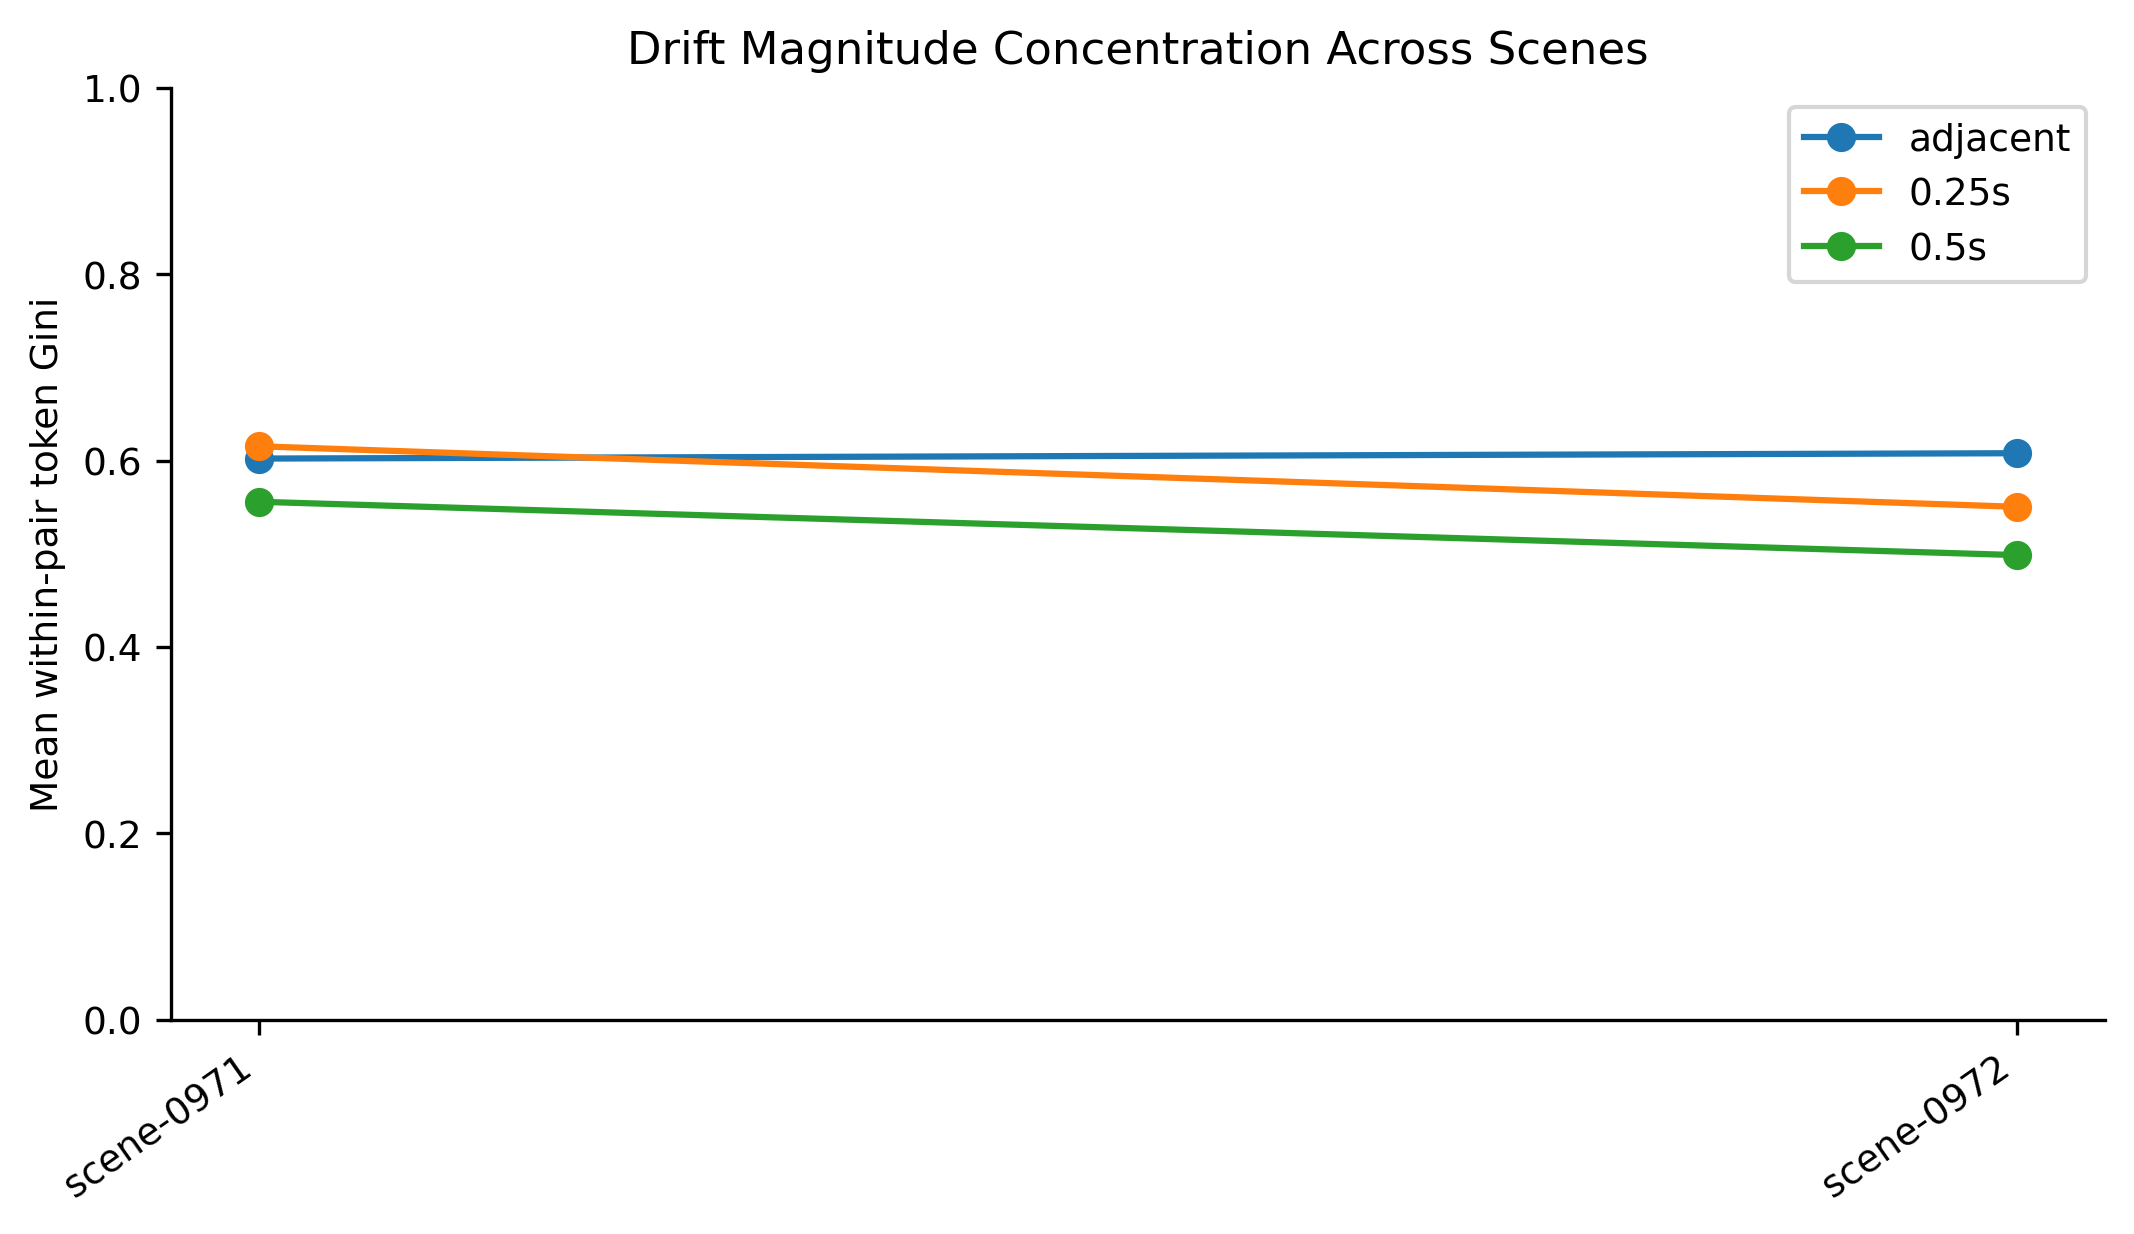 Drift Magnitude Concentration Across Scenes
Mean within-pair token Gini
1.0
0.8
0.6
0.4
0.2
0.0
adjacent
0.25s
0.5s
scene-0971
scene-0972